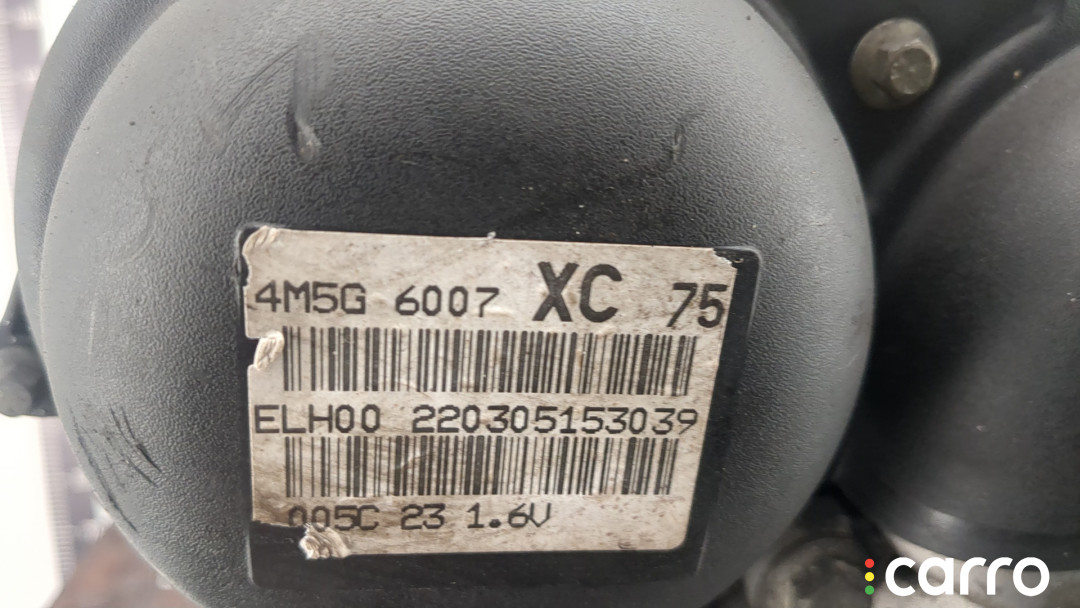 4M5G 6007 XC 75
ELH00 220305153039
005C 23 1.6V
carro